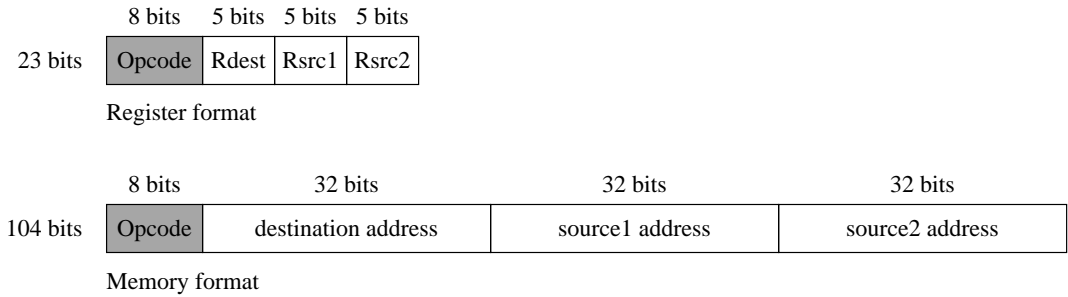 8 bits 5 bits 5 bits 5 bits
23 bits Opcode Rdest Rsrc1 Rsrc2
Register format
8 bits 32 bits 32 bits 32 bits
104 bits Opcode destination address source1 address source2 address
Memory format